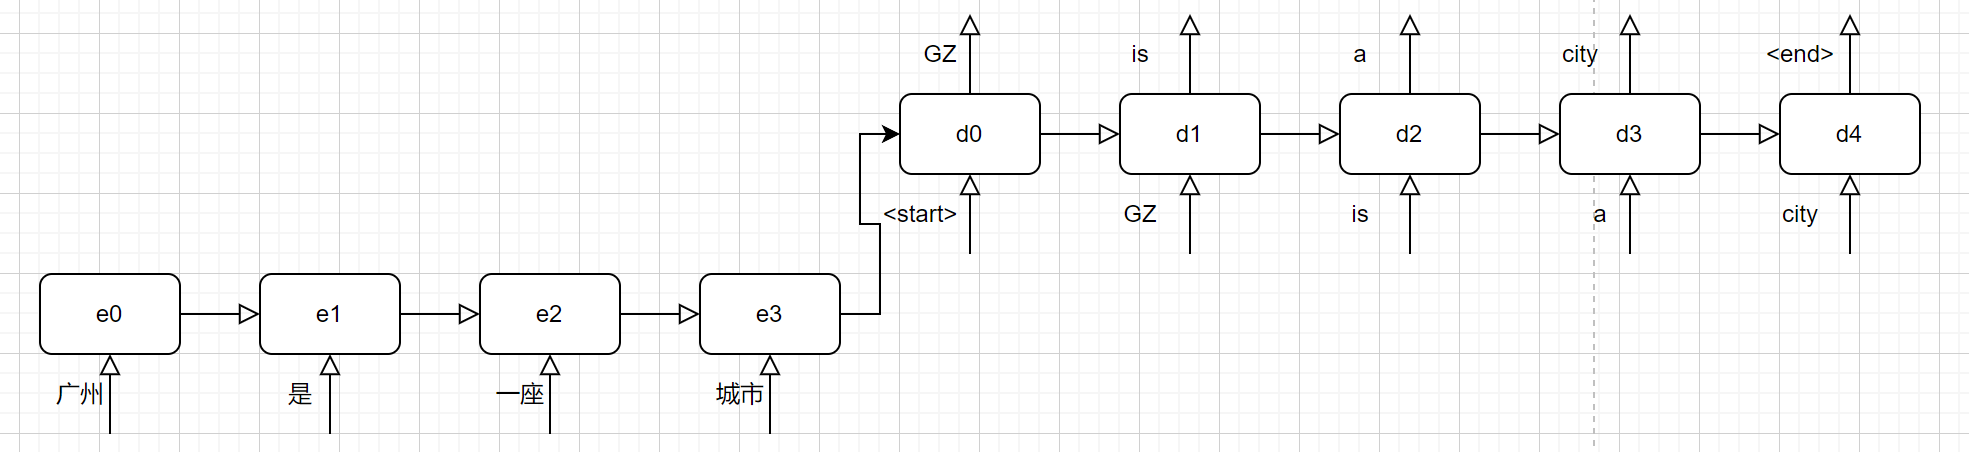 GZ is a city <end>
d0 d1 d2 d3 d4
<start> GZ is a city
e0 e1 e2 e3
广州 是 一座 城市